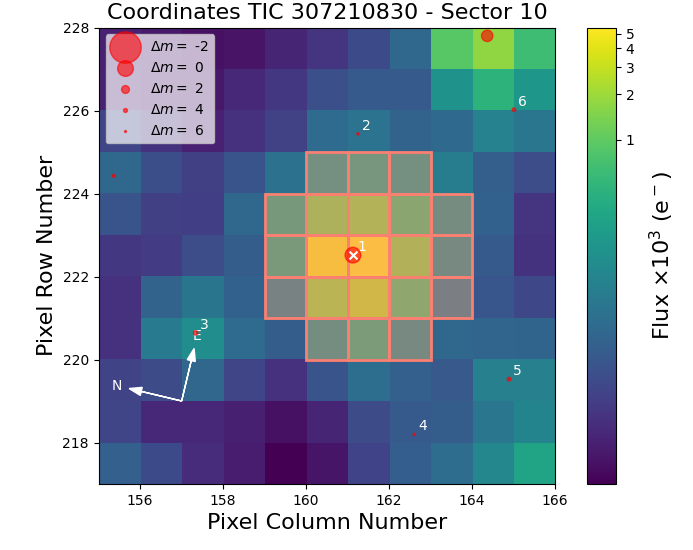 Coordinates TIC 307210830 - Sector 10
Δm = -2
Δm = 0
Δm = 2
Δm = 4
Δm = 6
228
226
224
222
220
218
Pixel Row Number
1
2
3
4
5
6
E
N
156 158 160 162 164 166
Pixel Column Number
5
4
3
2
1
Flux ×10³ (e⁻)